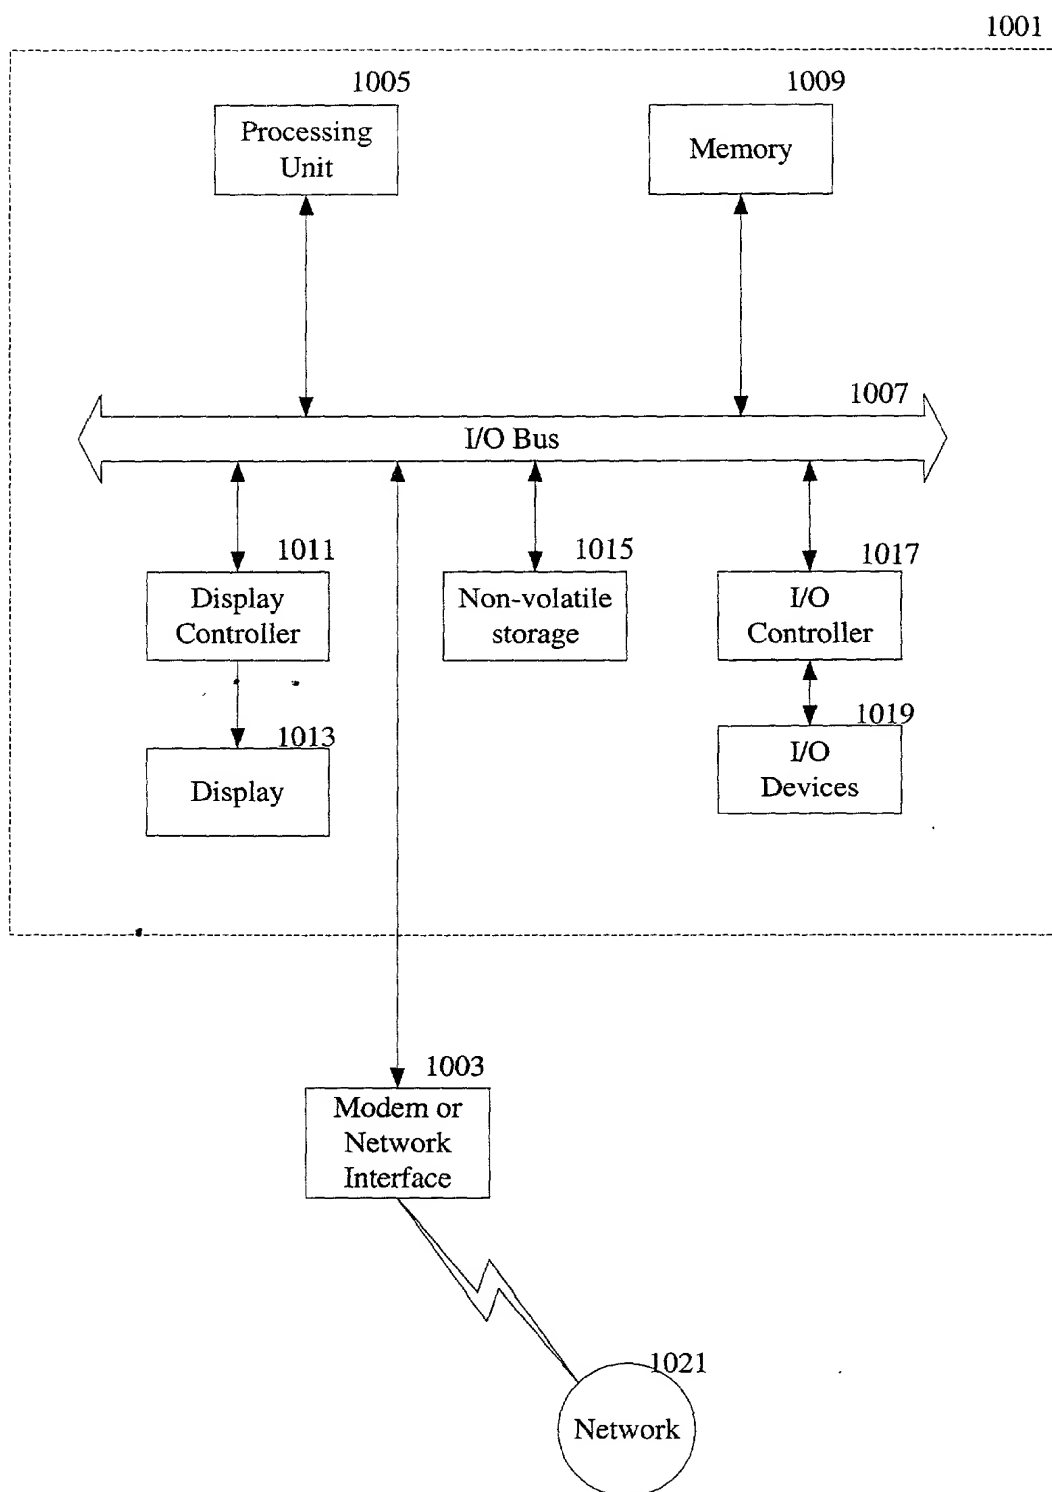 1001
1005
1009
Processing
Unit
Memory
1007
I/O Bus
1011
1015
1017
Display
Controller
Non-volatile
storage
I/O
Controller
1013
1019
Display
I/O
Devices
1003
Modem or
Network
Interface
1021
Network